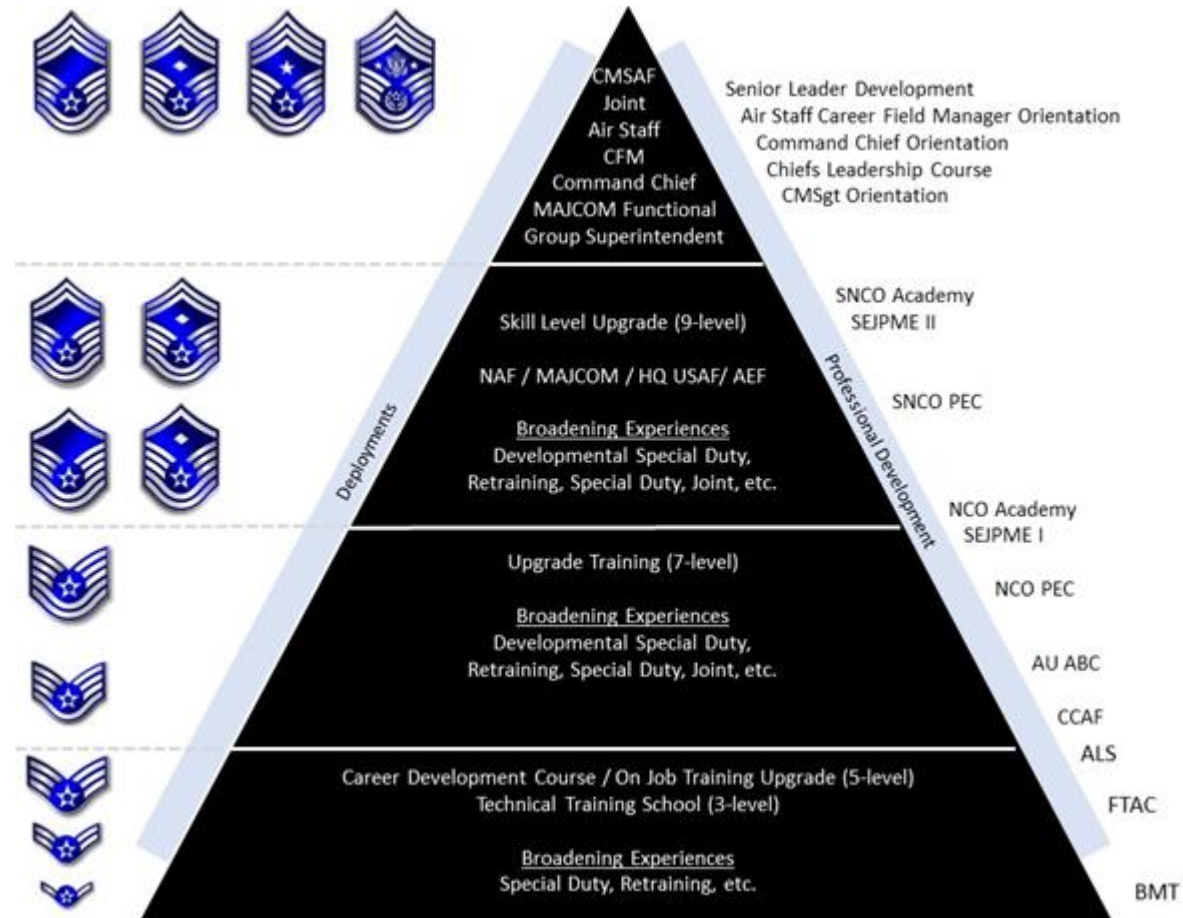 CMSAF
Joint
Air Staff
CFM
Command Chief
MAJCOM Functional
Group Superintendent
Senior Leader Development
Air Staff Career Field Manager Orientation
Command Chief Orientation
Chiefs Leadership Course
CMSgt Orientation
Skill Level Upgrade (9-level)
NAF / MAJCOM / HQ USAF/ AEF
Broadening Experiences
Developmental Special Duty,
Retraining, Special Duty, Joint, etc.
SNCO Academy
SEJPME II
SNCO PEC
Deployments
Professional Development
NCO Academy
SEJPME I
Upgrade Training (7-level)
Broadening Experiences
Developmental Special Duty,
Retraining, Special Duty, Joint, etc.
NCO PEC
AU ABC
CCAF
ALS
Career Development Course / On Job Training Upgrade (5-level)
Technical Training School (3-level)
Broadening Experiences
Special Duty, Retraining, etc.
FTAC
BMT